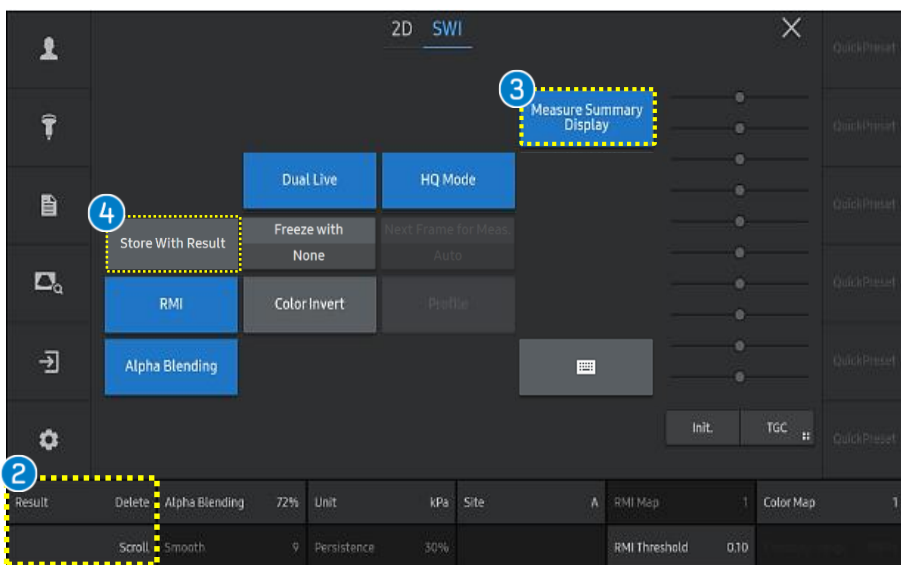 2D SWI
QuickPreset
3
Measure Summary
Display
QuickPreset
Dual Live
HQ Mode
QuickPreset
4
Store With Result
Freeze with
None
Next Frame for Meas.
Auto
RMI
Color Invert
Profile
QuickPreset
Alpha Blending
QuickPreset
Init.
TGC
QuickPreset
2
Result Delete
Alpha Blending 72%
Unit kPa
Site A
RMI Map 1
Color Map 1
Scroll
Smooth 9
Persistence 30%
RMI Threshold 0.10